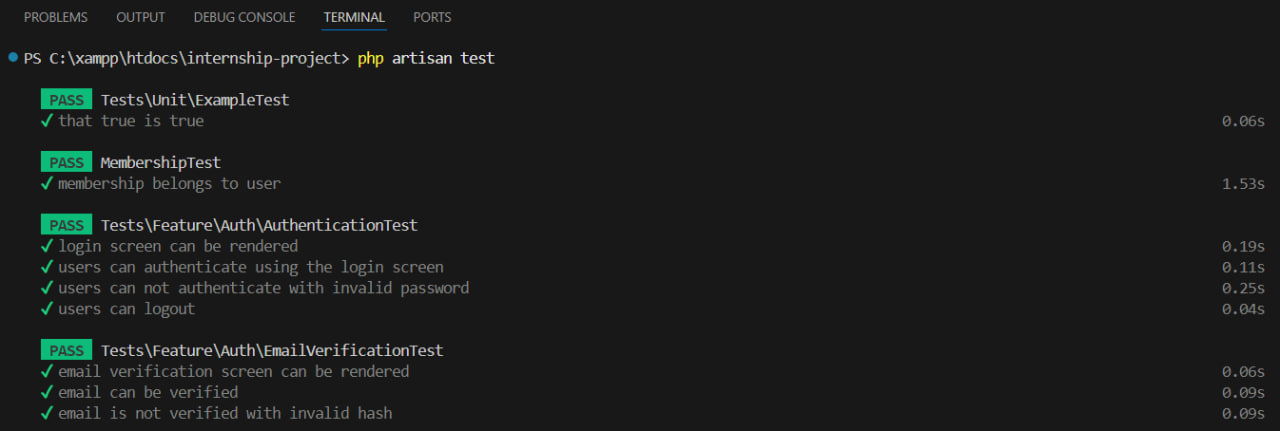 PROBLEMS OUTPUT DEBUG CONSOLE TERMINAL PORTS
PS C:\xampp\htdocs\internship-project> php artisan test
PASS Tests\Unit\ExampleTest
✓ that true is true 0.06s
PASS MembershipTest
✓ membership belongs to user 1.53s
PASS Tests\Feature\Auth\AuthenticationTest
✓ login screen can be rendered 0.19s
✓ users can authenticate using the login screen 0.11s
✓ users can not authenticate with invalid password 0.25s
✓ users can logout 0.04s
PASS Tests\Feature\Auth\EmailVerificationTest
✓ email verification screen can be rendered 0.06s
✓ email can be verified 0.09s
✓ email is not verified with invalid hash 0.09s